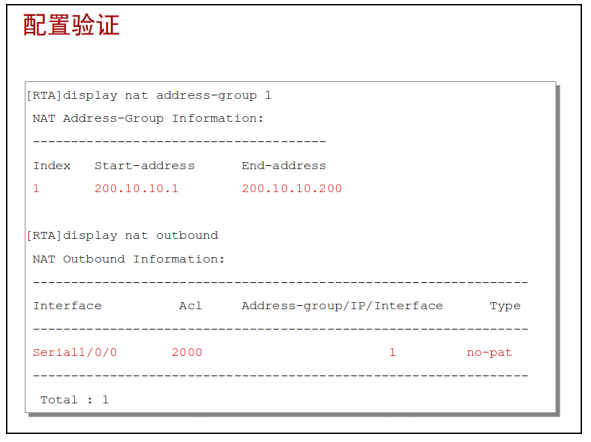 配置验证
[RTA]display nat address-group 1
NAT Address-Group Information:
--------------------------------------
Index Start-address End-address
1 200.10.10.1 200.10.10.200
[RTA]display nat outbound
NAT Outbound Information:
----------------------------------------------------------------
Interface Acl Address-group/IP/Interface Type
----------------------------------------------------------------
Serial1/0/0 2000 1 no-pat
----------------------------------------------------------------
Total : 1